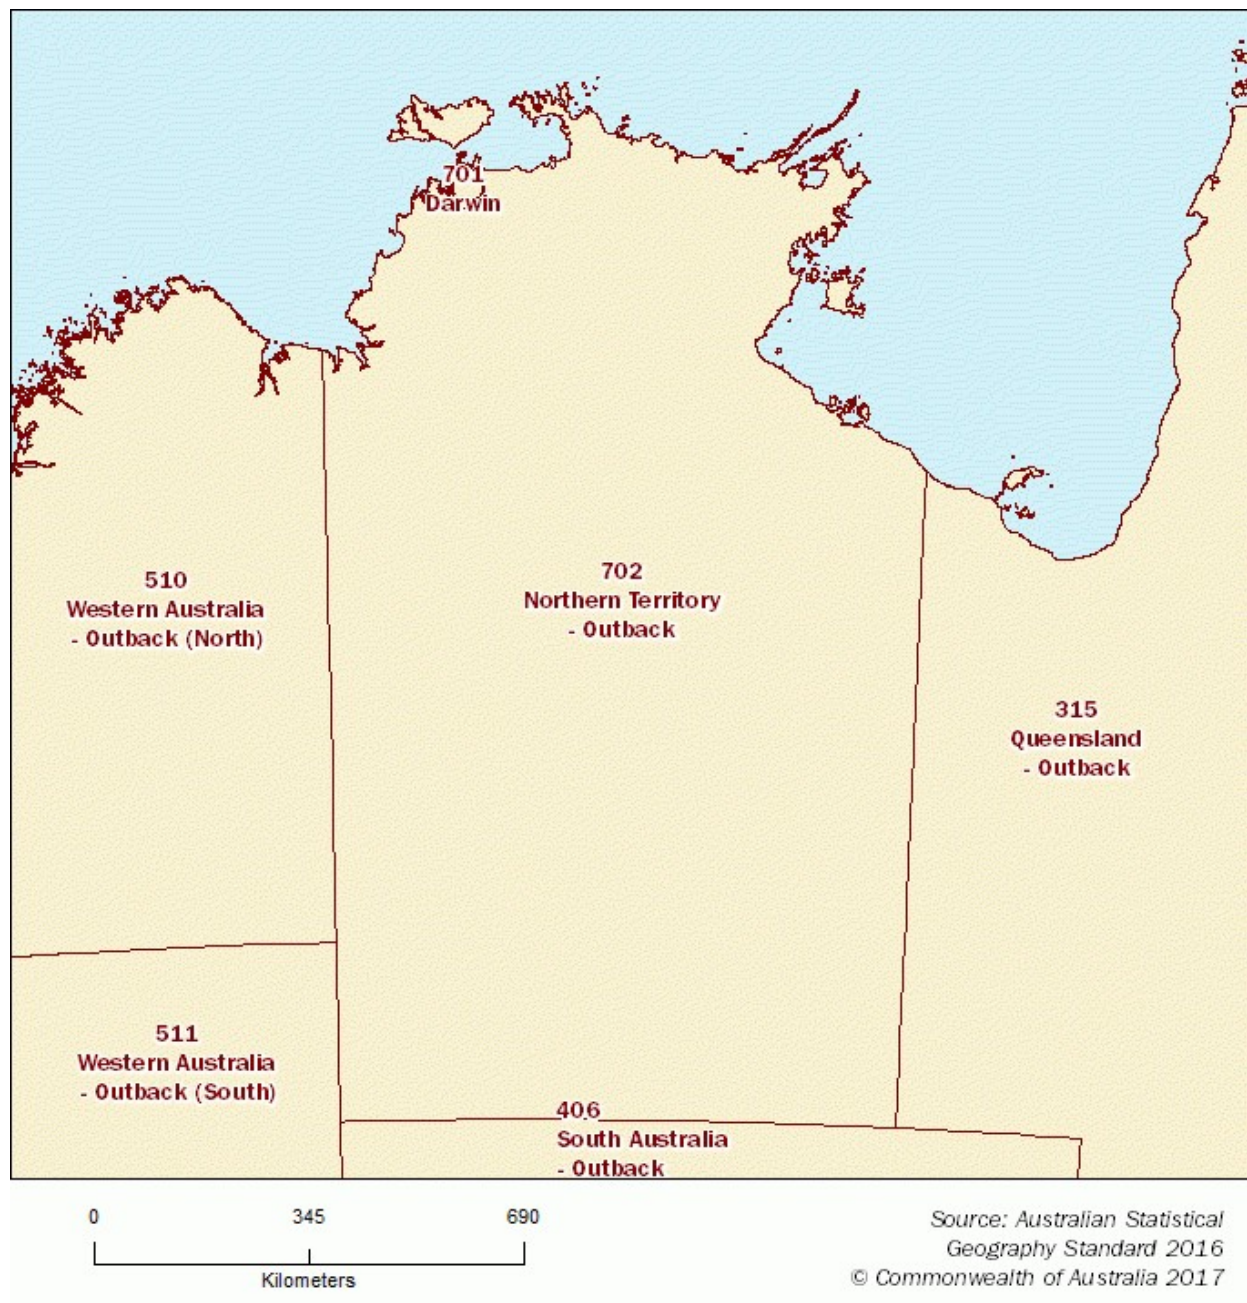 701
Darwin
510
Western Australia
- Outback (North)
702
Northern Territory
- Outback
315
Queensland
- Outback
511
Western Australia
- Outback (South)
406
South Australia
- Outback
0 345 690
Kilometers
Source: Australian Statistical
Geography Standard 2016
© Commonwealth of Australia 2017